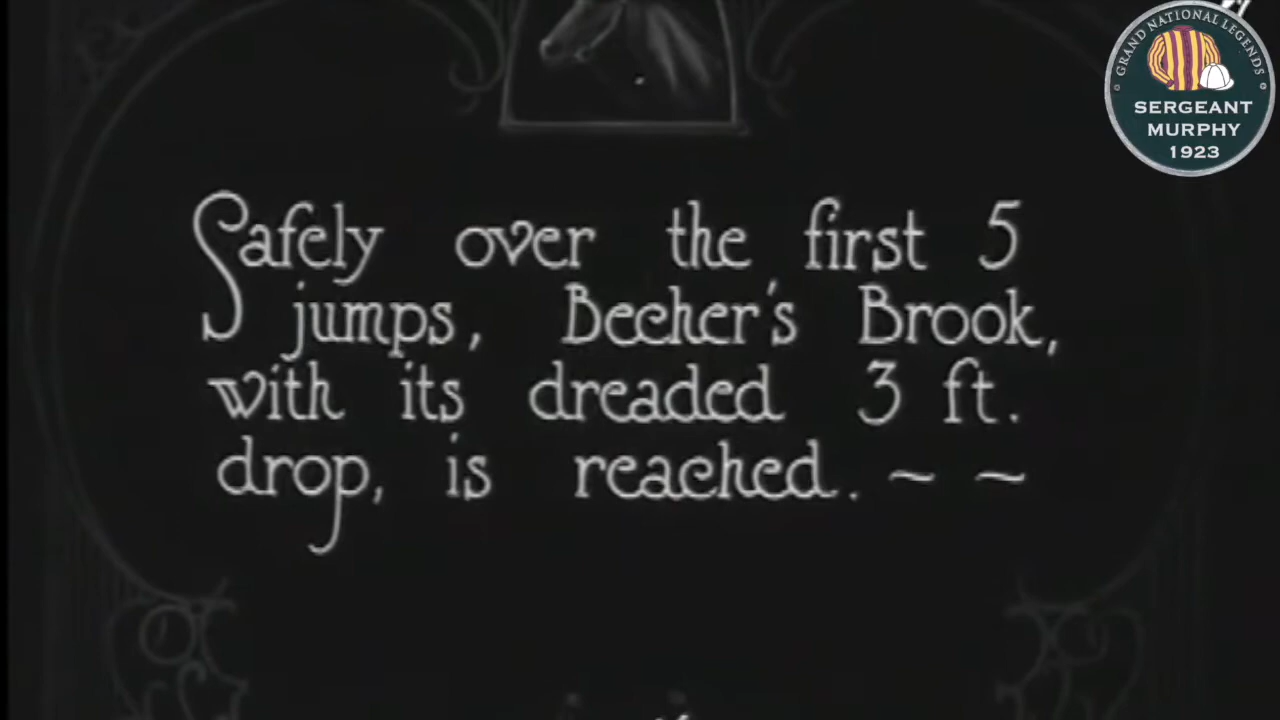 GRAND NATIONAL LEGENDS
SERGEANT
MURPHY
1923
Safely over the first 5
jumps, Becher's Brook,
with its dreaded 3 ft.
drop, is reached. ~ ~